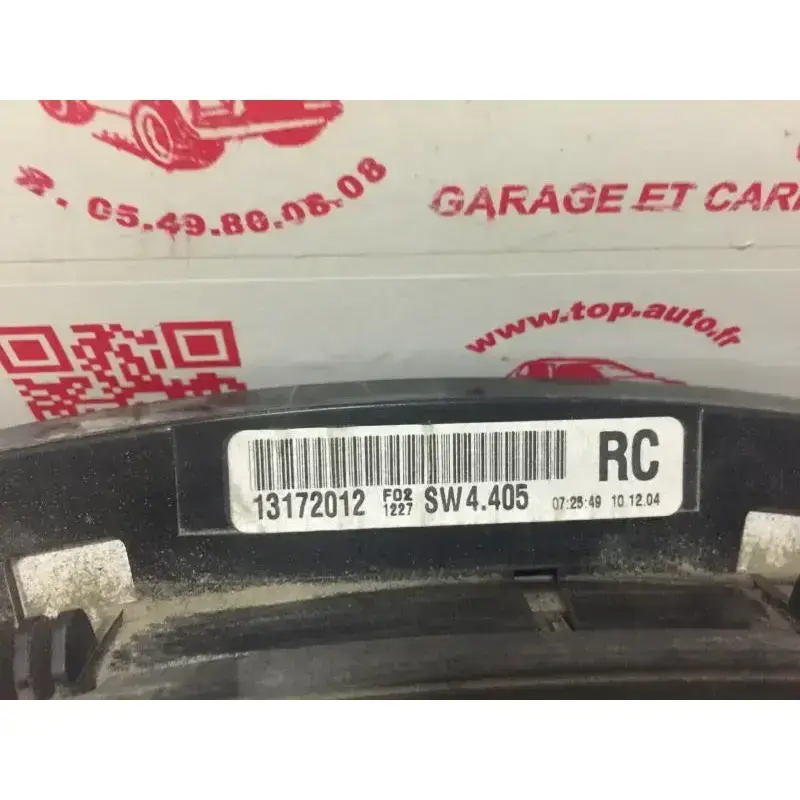 R. 05.49.80.08.08
GARAGE ET CAR
www.top.auto.fr
RC
13172012 F02 1227 SW4.405 07:25:49 10.12.04